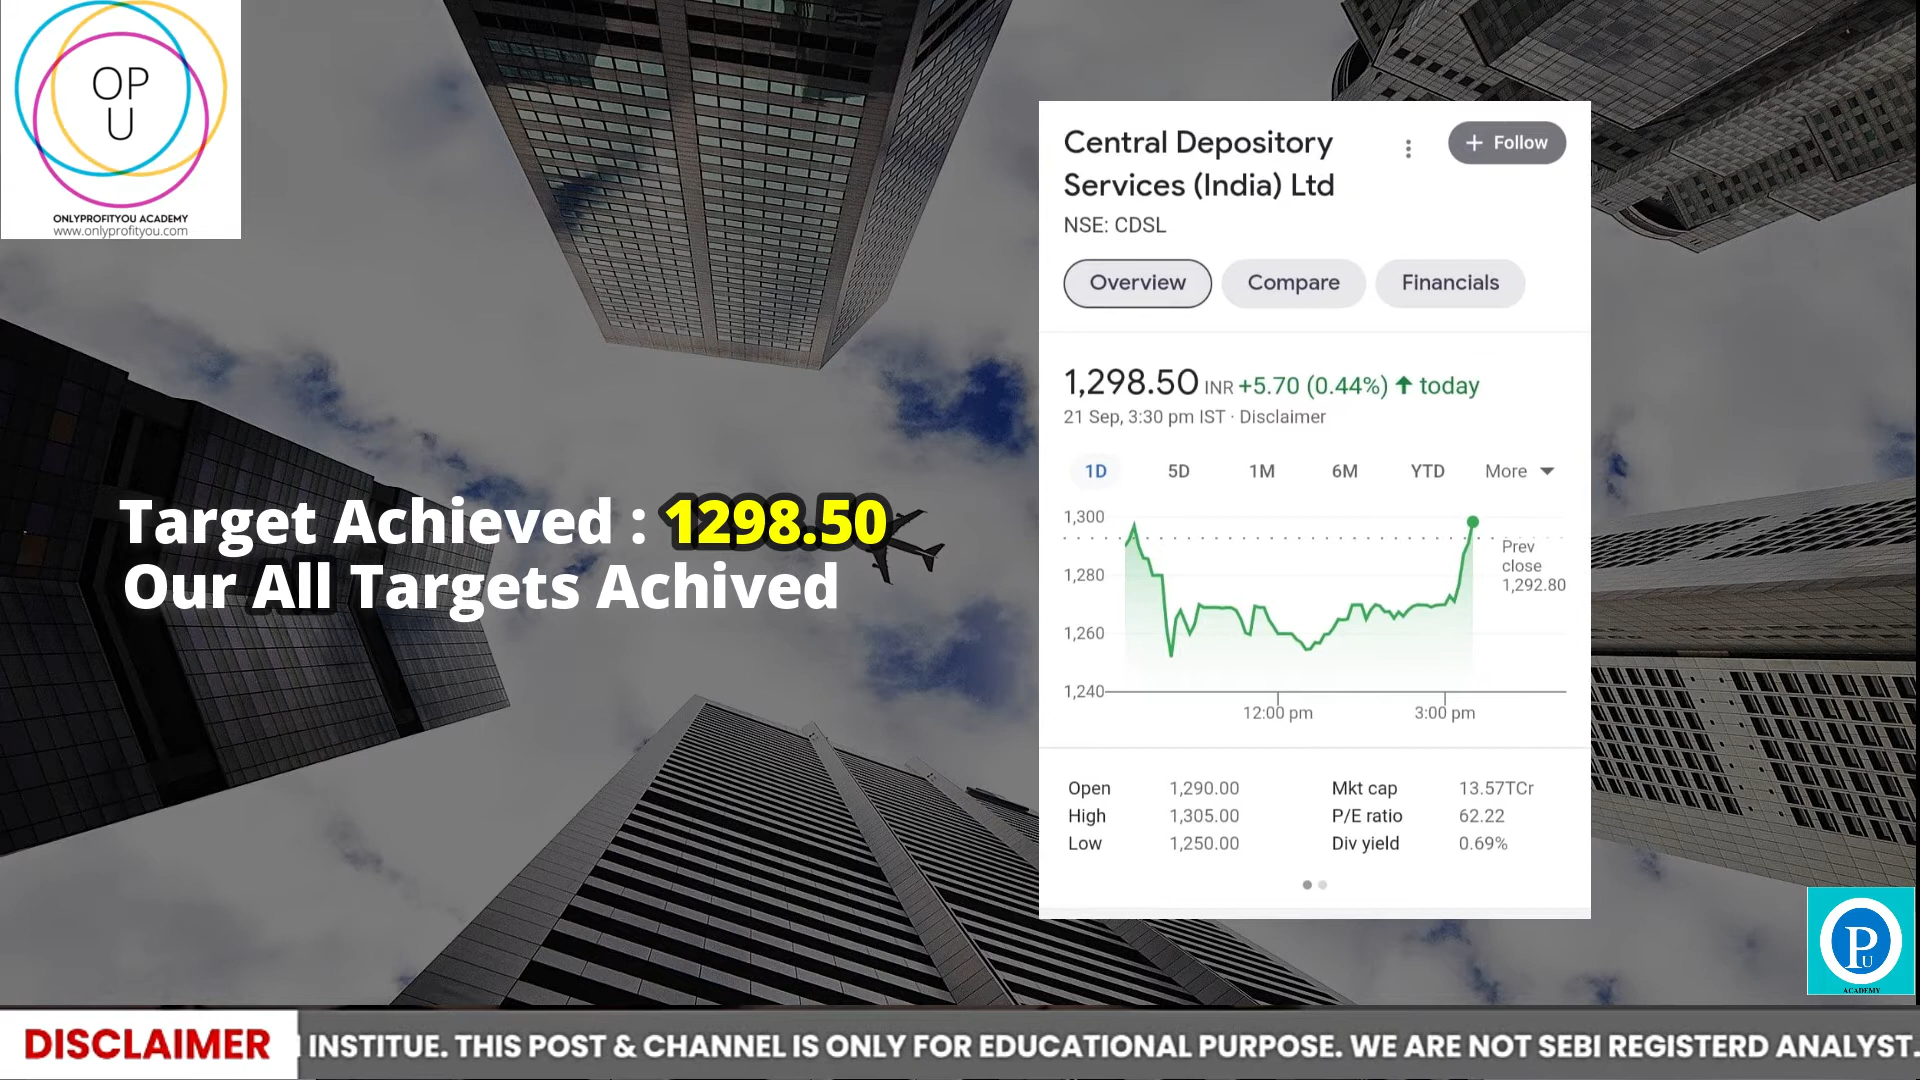 OP
U
ONLYPROFITYOU ACADEMY
www.onlyprofityou.com
Target Achieved : 1298.50
Our All Targets Achived
Central Depository
Services (India) Ltd
+ Follow
NSE: CDSL
Overview
Compare
Financials
1,298.50 INR +5.70 (0.44%) ↑ today
21 Sep, 3:30 pm IST · Disclaimer
1D 5D 1M 6M YTD More
1,300
1,280
1,260
1,240
Prev
close
1,292.80
12:00 pm 3:00 pm
Open 1,290.00 Mkt cap 13.57TCr
High 1,305.00 P/E ratio 62.22
Low 1,250.00 Div yield 0.69%
PU
ACADEMY
DISCLAIMER
INSTITUE. THIS POST & CHANNEL IS ONLY FOR EDUCATIONAL PURPOSE. WE ARE NOT SEBI REGISTERD ANALYST.